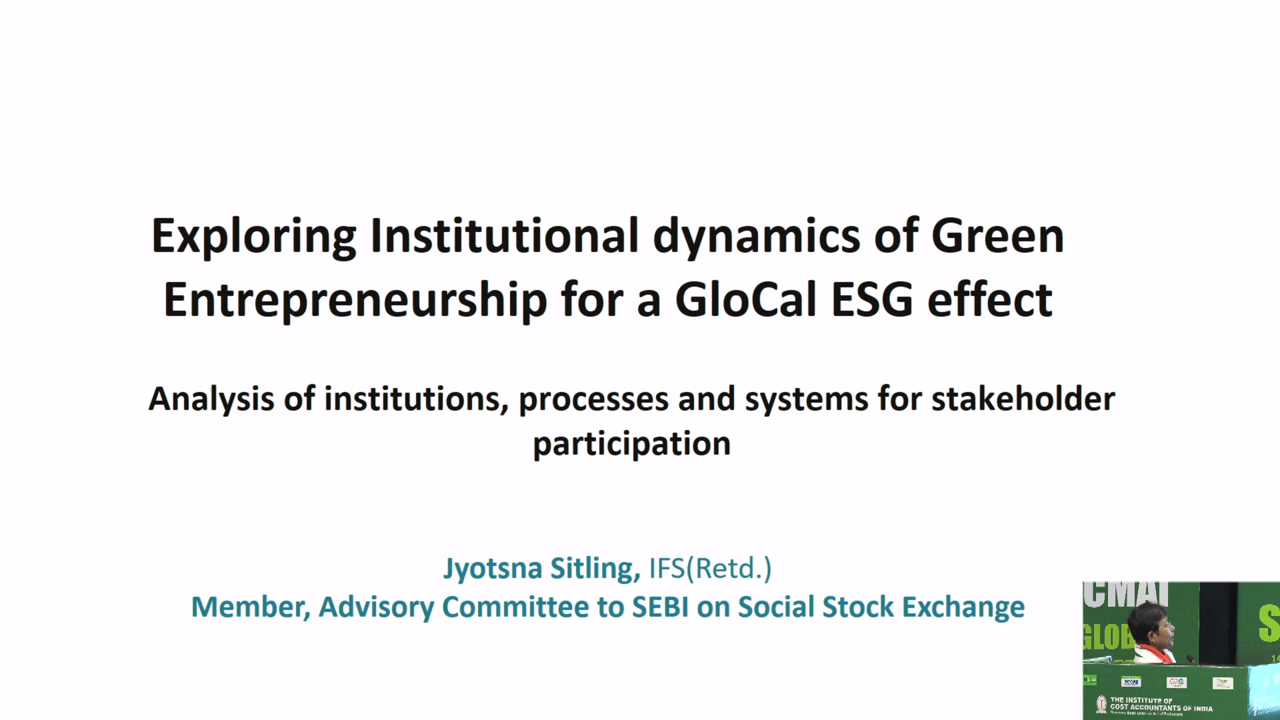 Exploring Institutional dynamics of Green
Entrepreneurship for a GloCal ESG effect
Analysis of institutions, processes and systems for stakeholder
participation
Jyotsna Sitling, IFS(Retd.)
Member, Advisory Committee to SEBI on Social Stock Exchange
CMAI
GLOB
S
THE INSTITUTE OF
COST ACCOUNTANTS OF INDIA